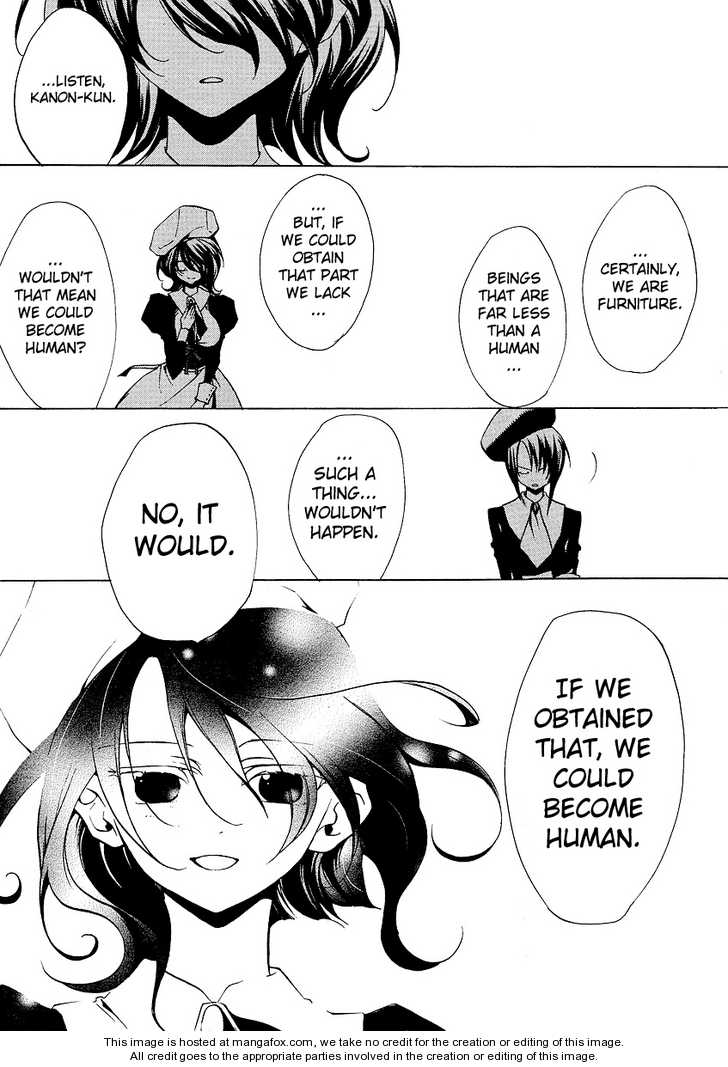 ...LISTEN,
KANON-KUN.
...
CERTAINLY,
WE ARE
FURNITURE.
BEINGS
THAT ARE
FAR LESS
THAN A
HUMAN
...
...
BUT, IF
WE COULD
OBTAIN
THAT PART
WE LACK
...
...
WOULDN'T
THAT MEAN
WE COULD
BECOME
HUMAN?
...
SUCH A
THING...
WOULDN'T
HAPPEN.
NO, IT
WOULD.
IF WE
OBTAINED
THAT, WE
COULD
BECOME
HUMAN.
This image is hosted at mangafox.com, we take no credit for the creation or editing of this image.
All credit goes to the appropriate parties involved in the creation or editing of this image.